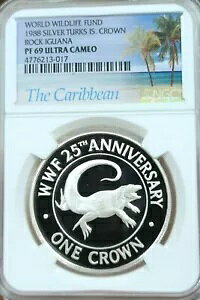 WORLD WILDLIFE FUND
1988 SILVER TURKS IS. CROWN
ROCK IGUANA
PF 69 ULTRA CAMEO
4776213-017
The Caribbean
WWF 25TH ANNIVERSARY
• ONE CROWN •